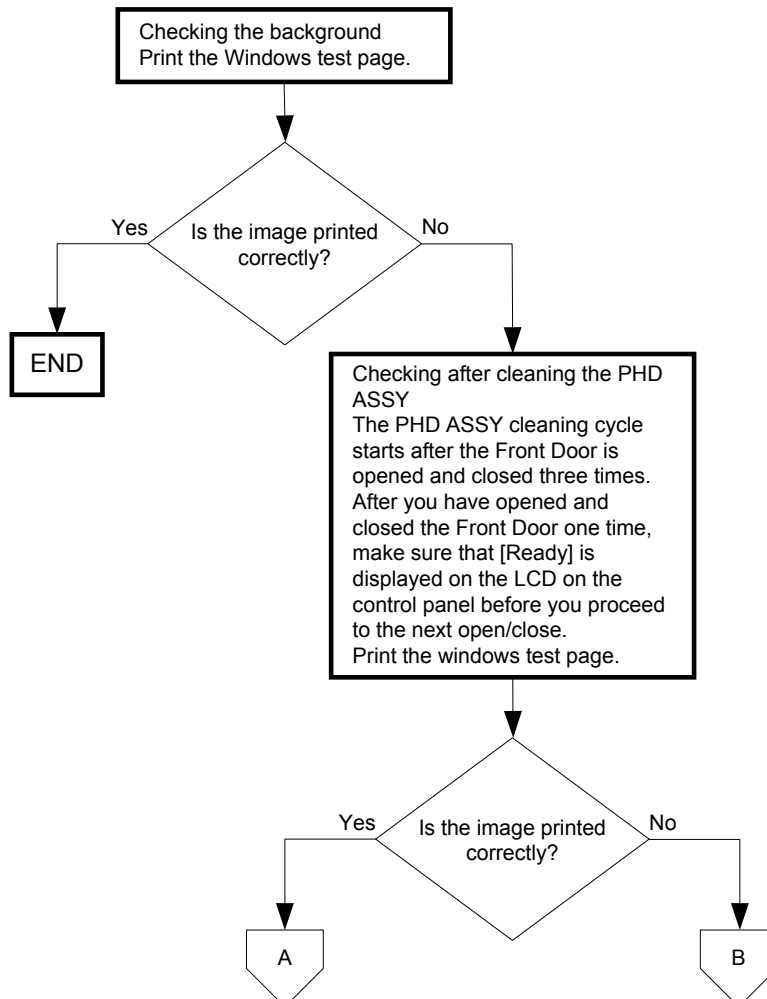 Checking the background
Print the Windows test page.
Yes
Is the image printed
correctly?
No
END
Checking after cleaning the PHD
ASSY
The PHD ASSY cleaning cycle
starts after the Front Door is
opened and closed three times.
After you have opened and
closed the Front Door one time,
make sure that [Ready] is
displayed on the LCD on the
control panel before you proceed
to the next open/close.
Print the windows test page.
Yes
Is the image printed
correctly?
No
A
B